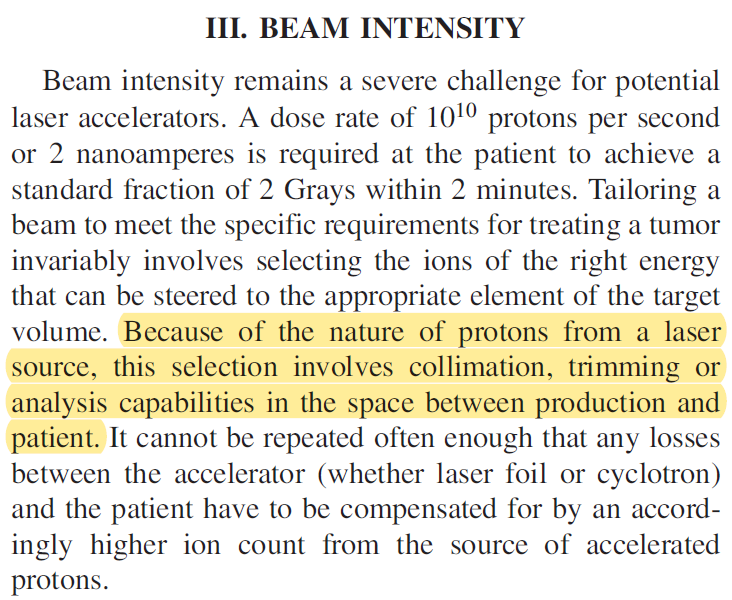 III. BEAM INTENSITY
Beam intensity remains a severe challenge for potential
laser accelerators. A dose rate of 10¹⁰ protons per second
or 2 nanoamperes is required at the patient to achieve a
standard fraction of 2 Grays within 2 minutes. Tailoring a
beam to meet the specific requirements for treating a tumor
invariably involves selecting the ions of the right energy
that can be steered to the appropriate element of the target
volume. Because of the nature of protons from a laser
source, this selection involves collimation, trimming or
analysis capabilities in the space between production and
patient. It cannot be repeated often enough that any losses
between the accelerator (whether laser foil or cyclotron)
and the patient have to be compensated for by an accord-
ingly higher ion count from the source of accelerated
protons.